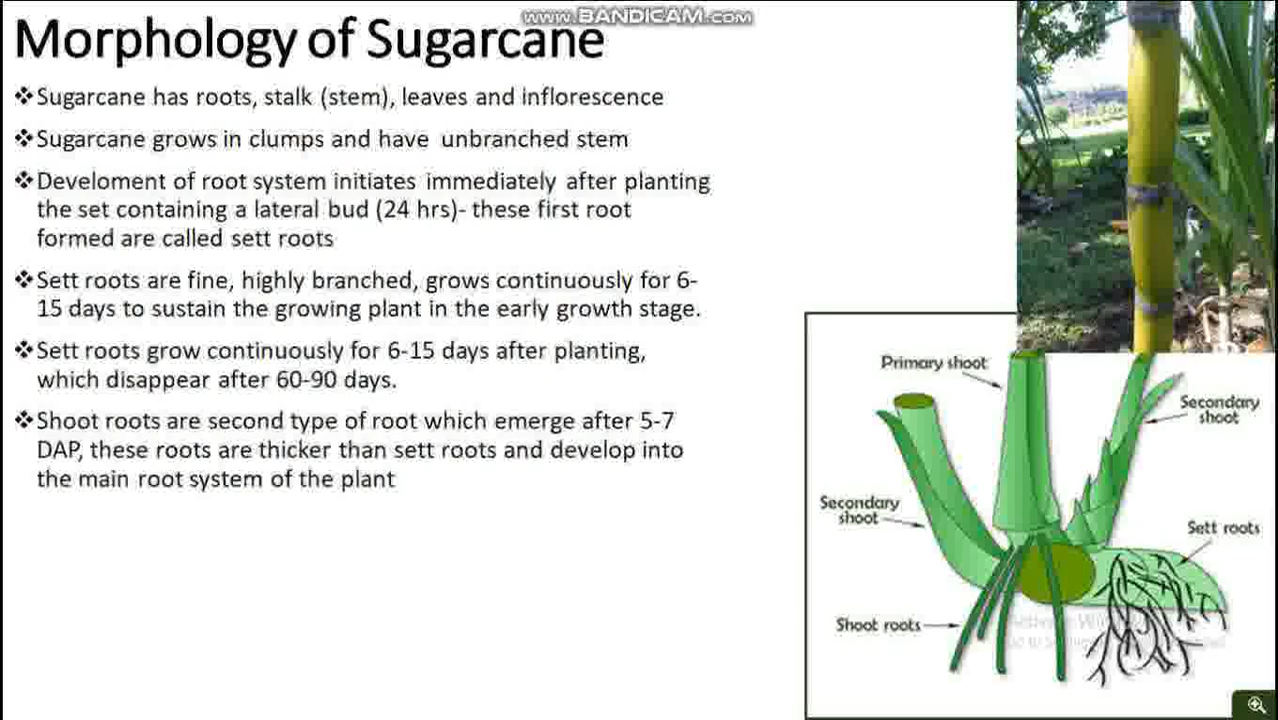 www.BANDICAM.com
Morphology of Sugarcane
❖Sugarcane has roots, stalk (stem), leaves and inflorescence
❖Sugarcane grows in clumps and have unbranched stem
❖Develoment of root system initiates immediately after planting
the set containing a lateral bud (24 hrs)- these first root
formed are called sett roots
❖Sett roots are fine, highly branched, grows continuously for 6-
15 days to sustain the growing plant in the early growth stage.
❖Sett roots grow continuously for 6-15 days after planting,
which disappear after 60-90 days.
❖Shoot roots are second type of root which emerge after 5-7
DAP, these roots are thicker than sett roots and develop into
the main root system of the plant
Primary shoot
Secondary
shoot
Secondary
shoot
Sett roots
Shoot roots